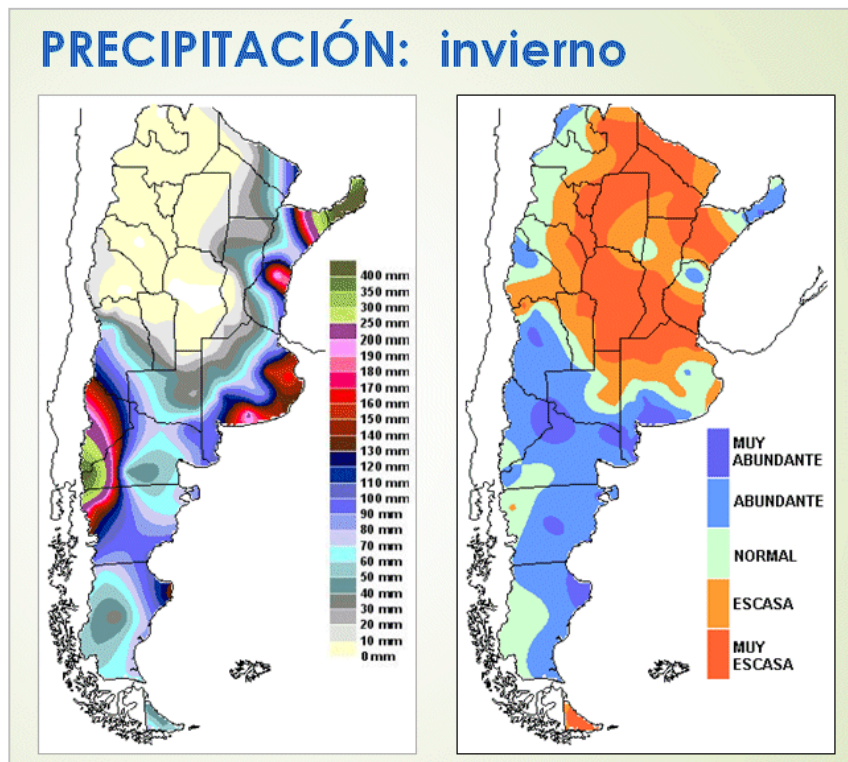 PRECIPITACIÓN: invierno
400 mm
350 mm
300 mm
250 mm
200 mm
190 mm
180 mm
170 mm
160 mm
150 mm
140 mm
130 mm
120 mm
110 mm
100 mm
90 mm
80 mm
70 mm
60 mm
50 mm
40 mm
30 mm
20 mm
10 mm
0 mm
MUY
ABUNDANTE
ABUNDANTE
NORMAL
ESCASA
MUY
ESCASA